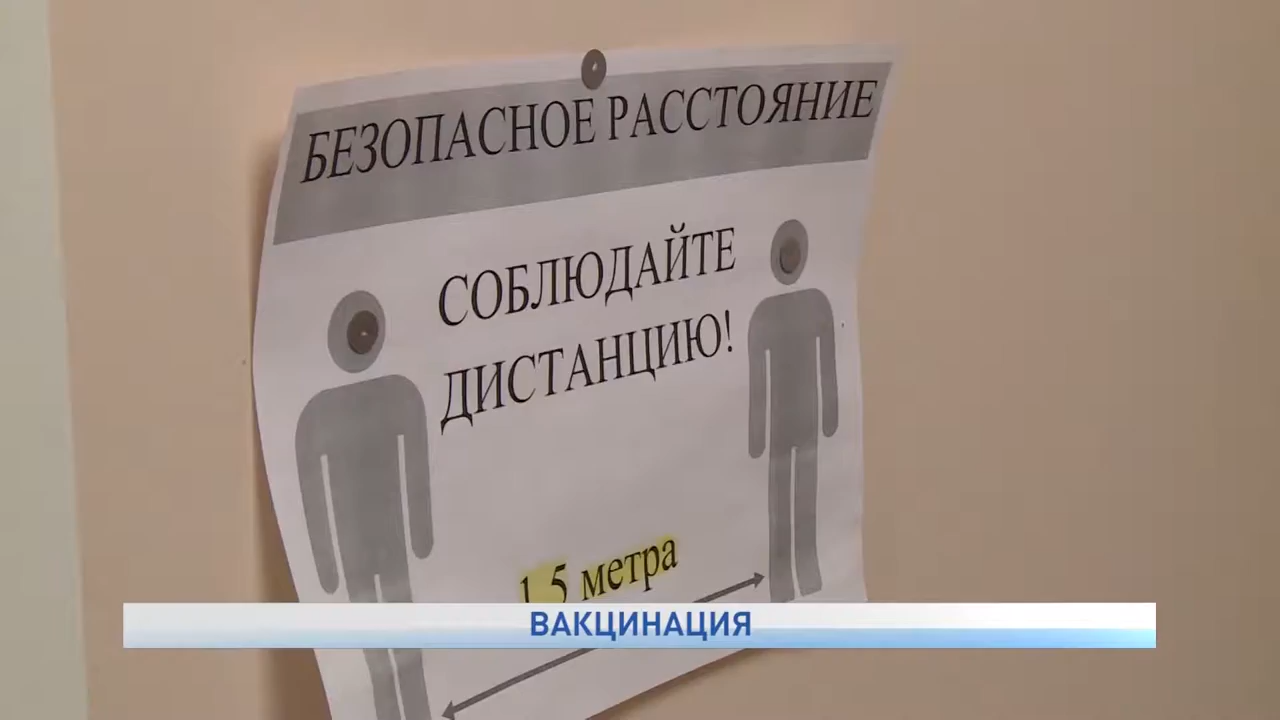 БЕЗОПАСНОЕ РАССТОЯНИЕ
СОБЛЮДАЙТЕ
ДИСТАНЦИЮ!
1,5 метра
ВАКЦИНАЦИЯ